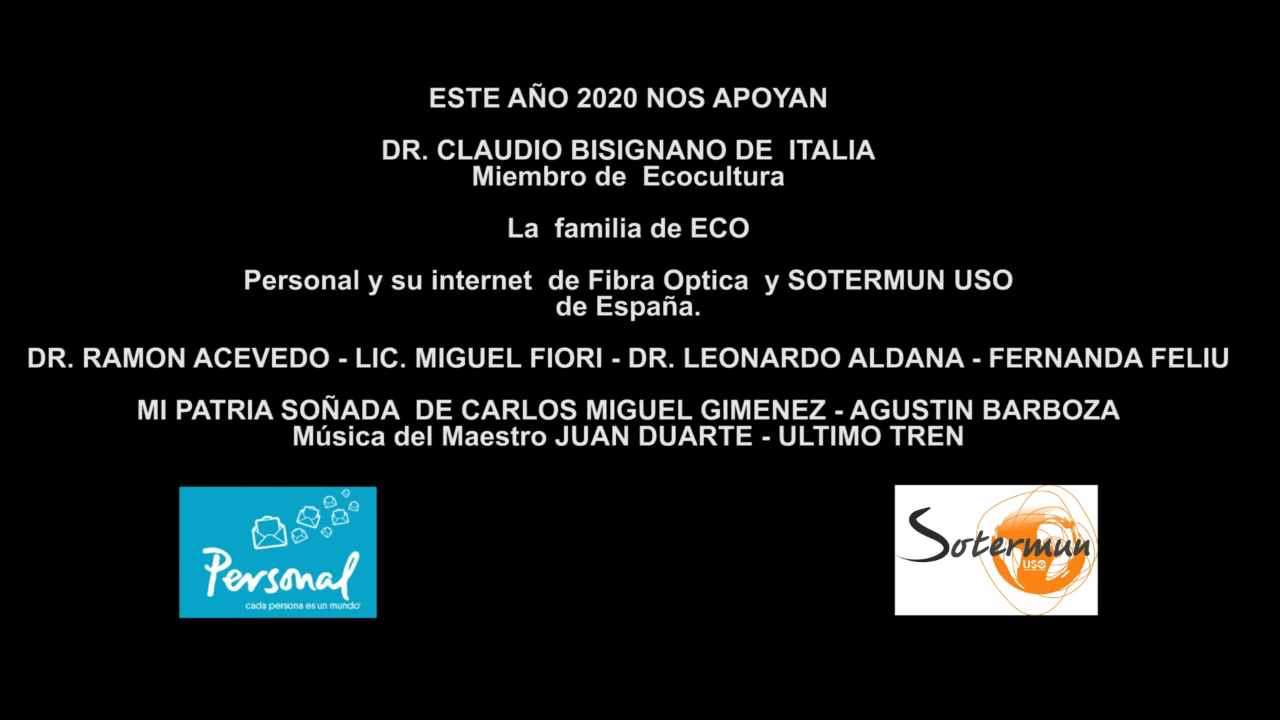 ESTE AÑO 2020 NOS APOYAN
DR. CLAUDIO BISIGNANO DE ITALIA
Miembro de Ecocultura
La familia de ECO
Personal y su internet de Fibra Optica y SOTERMUN USO
de España.
DR. RAMON ACEVEDO - LIC. MIGUEL FIORI - DR. LEONARDO ALDANA - FERNANDA FELIU
MI PATRIA SOÑADA DE CARLOS MIGUEL GIMENEZ - AGUSTIN BARBOZA
Música del Maestro JUAN DUARTE - ULTIMO TREN
Personal
cada persona es un mundo
Sotermun
USO